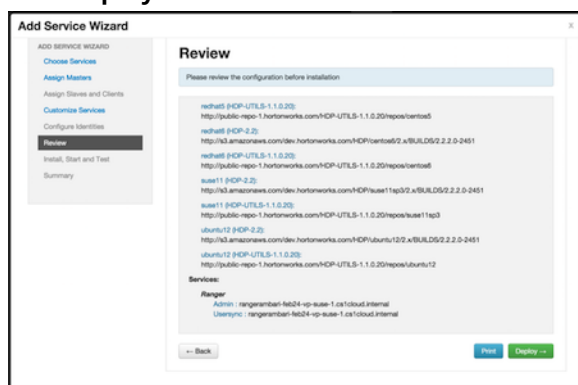 Add Service Wizard
x
ADD SERVICE WIZARD
Choose Services
Assign Masters
Assign Slaves and Clients
Customize Services
Configure Identities
Review
Install, Start and Test
Summary
Review
Please review the configuration before installation
redhat5 (HDP-UTILS-1.1.0.20):
http://public-repo-1.hortonworks.com/HDP-UTILS-1.1.0.20/repos/centos5
redhat6 (HDP-2.2):
http://s3.amazonaws.com/dev.hortonworks.com/HDP/centos6/2.x/BUILDS/2.2.2.0-2451
redhat6 (HDP-UTILS-1.1.0.20):
http://public-repo-1.hortonworks.com/HDP-UTILS-1.1.0.20/repos/centos6
suse11 (HDP-2.2):
http://s3.amazonaws.com/dev.hortonworks.com/HDP/suse11sp3/2.x/BUILDS/2.2.2.0-2451
suse11 (HDP-UTILS-1.1.0.20):
http://public-repo-1.hortonworks.com/HDP-UTILS-1.1.0.20/repos/suse11sp3
ubuntu12 (HDP-2.2):
http://s3.amazonaws.com/dev.hortonworks.com/HDP/ubuntu12/2.x/BUILDS/2.2.2.0-2451
ubuntu12 (HDP-UTILS-1.1.0.20):
http://public-repo-1.hortonworks.com/HDP-UTILS-1.1.0.20/repos/ubuntu12
Services:
Ranger
Admin : rangerambari-feb24-vp-suse-1.cs1cloud.internal
Usersync : rangerambari-feb24-vp-suse-1.cs1cloud.internal
← Back
Print
Deploy →